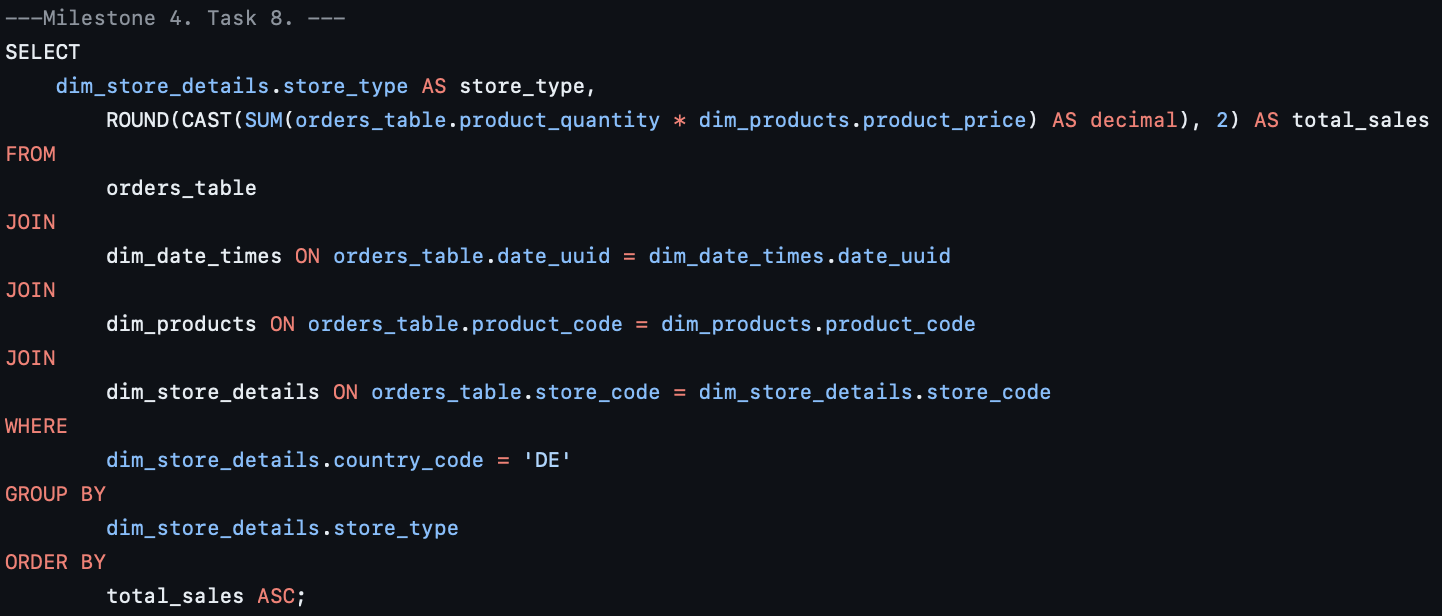 ---Milestone 4. Task 8. ---
SELECT
dim_store_details.store_type AS store_type,
ROUND(CAST(SUM(orders_table.product_quantity * dim_products.product_price) AS decimal), 2) AS total_sales
FROM
orders_table
JOIN
dim_date_times ON orders_table.date_uuid = dim_date_times.date_uuid
JOIN
dim_products ON orders_table.product_code = dim_products.product_code
JOIN
dim_store_details ON orders_table.store_code = dim_store_details.store_code
WHERE
dim_store_details.country_code = 'DE'
GROUP BY
dim_store_details.store_type
ORDER BY
total_sales ASC;